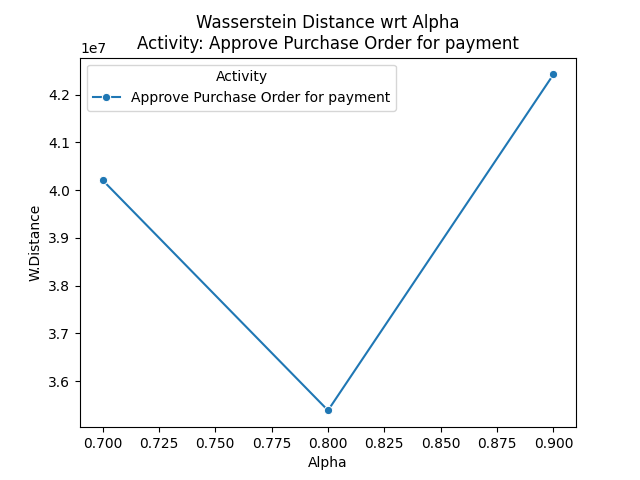 Wasserstein Distance wrt Alpha
Activity: Approve Purchase Order for payment
1e7
Activity
Approve Purchase Order for payment
4.2
4.1
4.0
3.9
3.8
3.7
3.6
W.Distance
0.700 0.725 0.750 0.775 0.800 0.825 0.850 0.875 0.900
Alpha